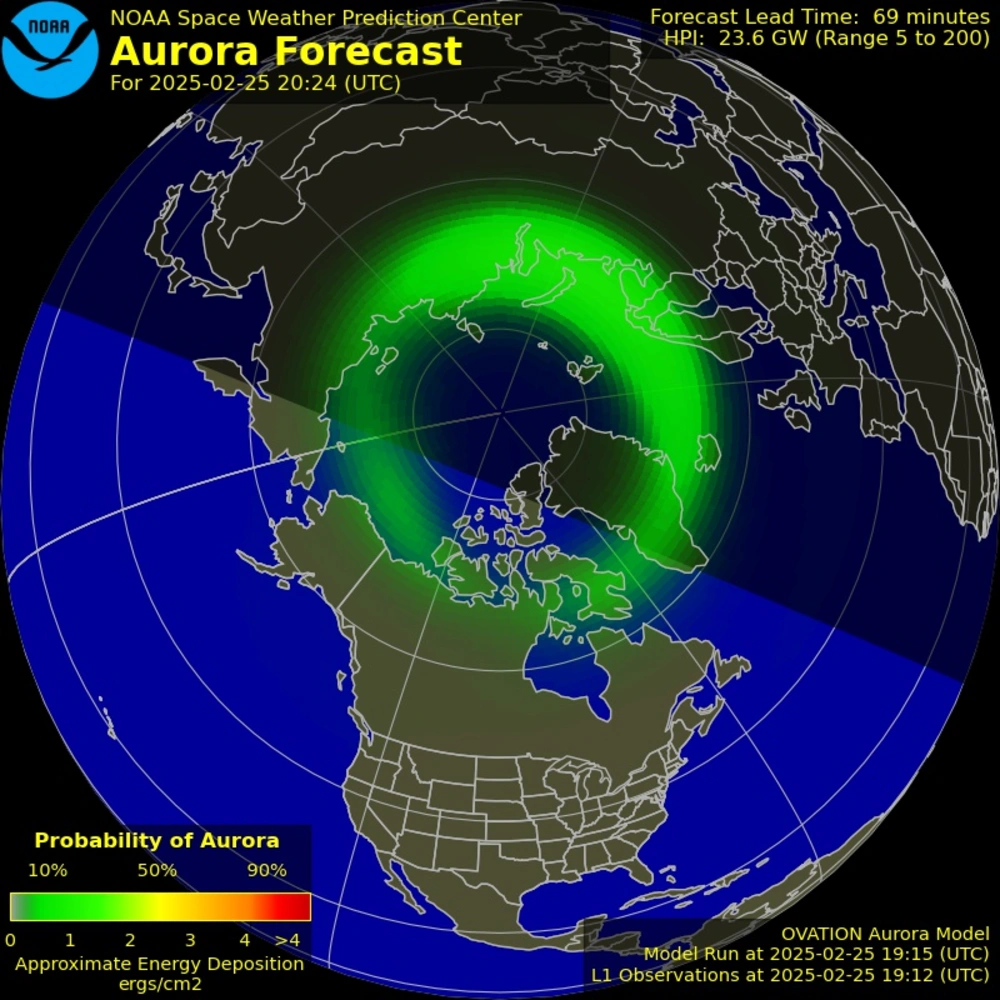 NOAA
NOAA Space Weather Prediction Center
Aurora Forecast
For 2025-02-25 20:24 (UTC)
Forecast Lead Time: 69 minutes
HPI: 23.6 GW (Range 5 to 200)
Probability of Aurora
10% 50% 90%
0 1 2 3 4 >4
Approximate Energy Deposition
ergs/cm2
OVATION Aurora Model
Model Run at 2025-02-25 19:15 (UTC)
L1 Observations at 2025-02-25 19:12 (UTC)